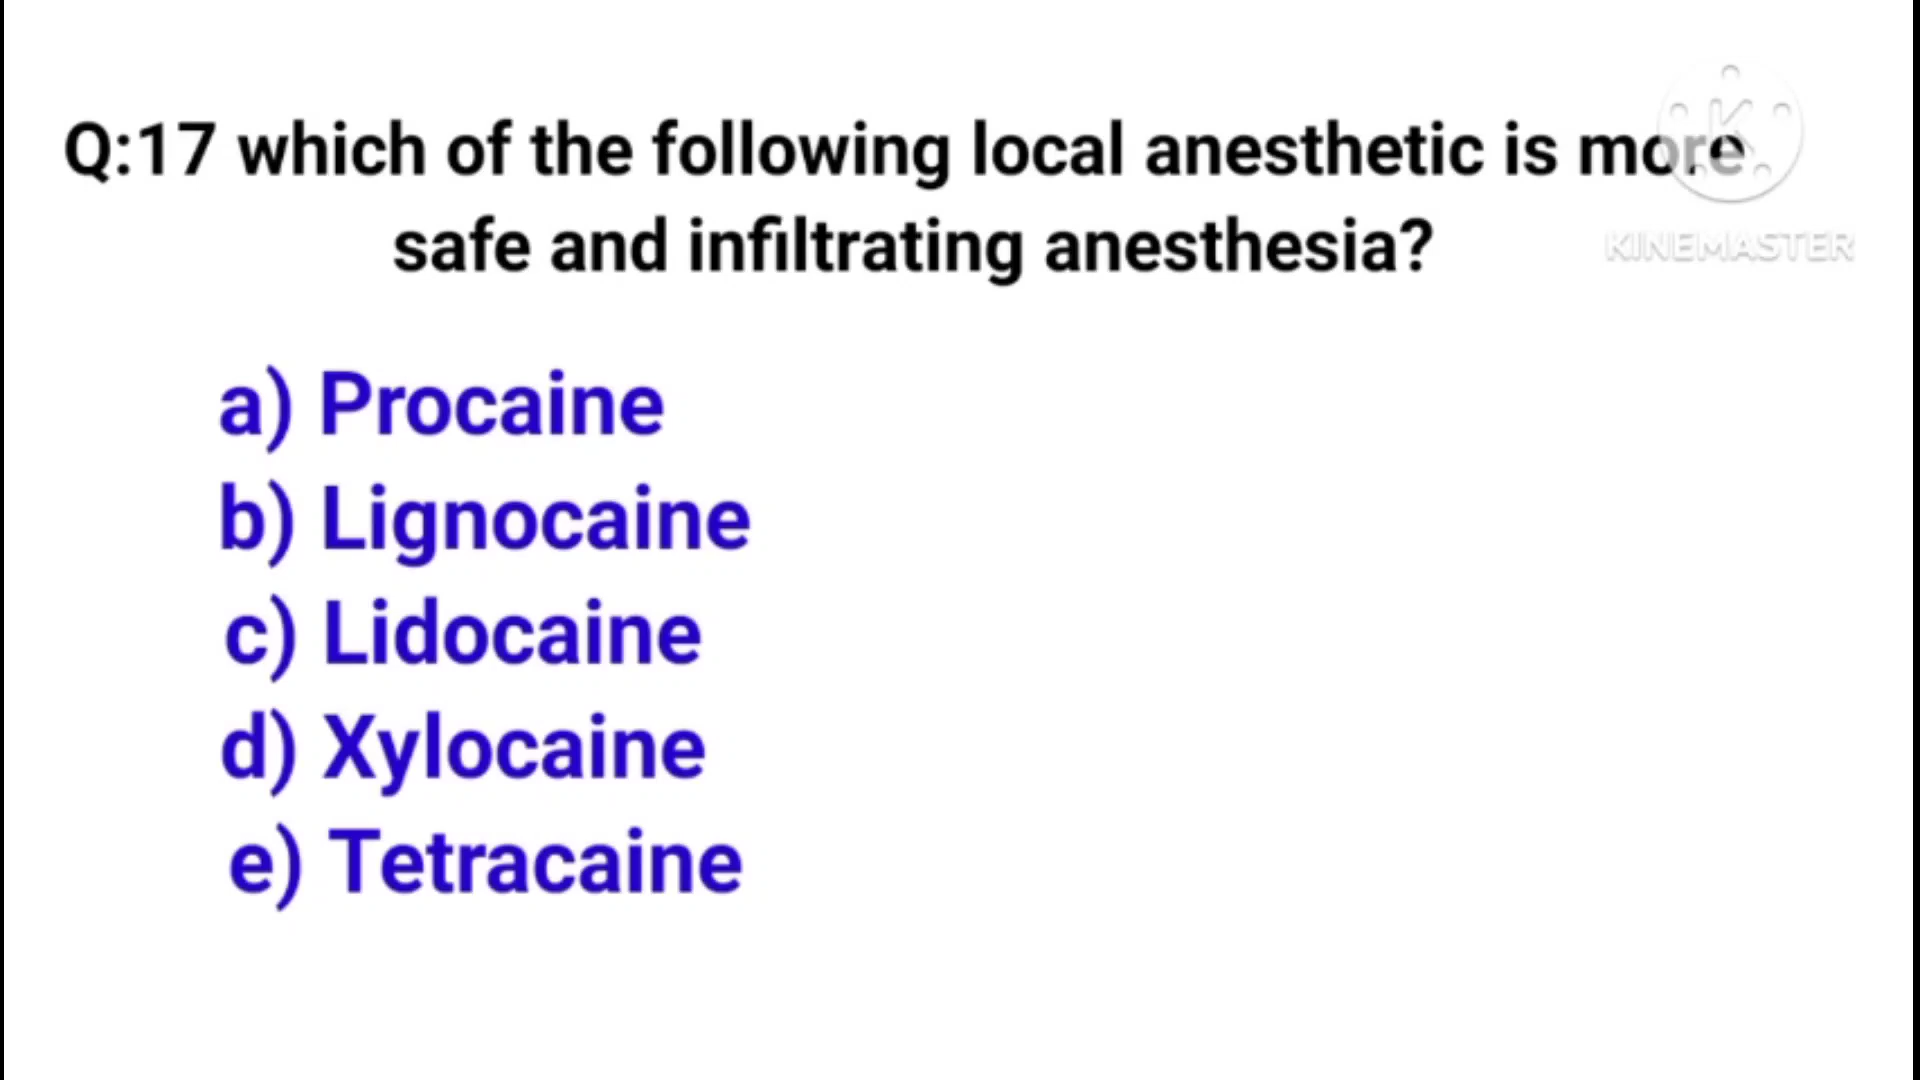 Q:17 which of the following local anesthetic is more
safe and infiltrating anesthesia?
KINEMASTER
a) Procaine
b) Lignocaine
c) Lidocaine
d) Xylocaine
e) Tetracaine